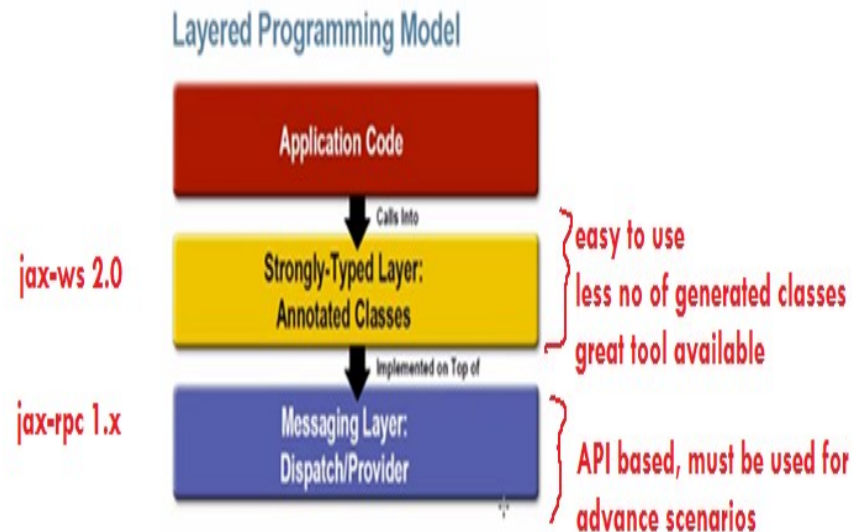 Layered Programming Model
Application Code
Calls Into
jax-ws 2.0
Strongly-Typed Layer:
Annotated Classes
easy to use
less no of generated classes
great tool available
Implemented on Top of
jax-rpc 1.x
Messaging Layer:
Dispatch/Provider
API based, must be used for
advance scenarios